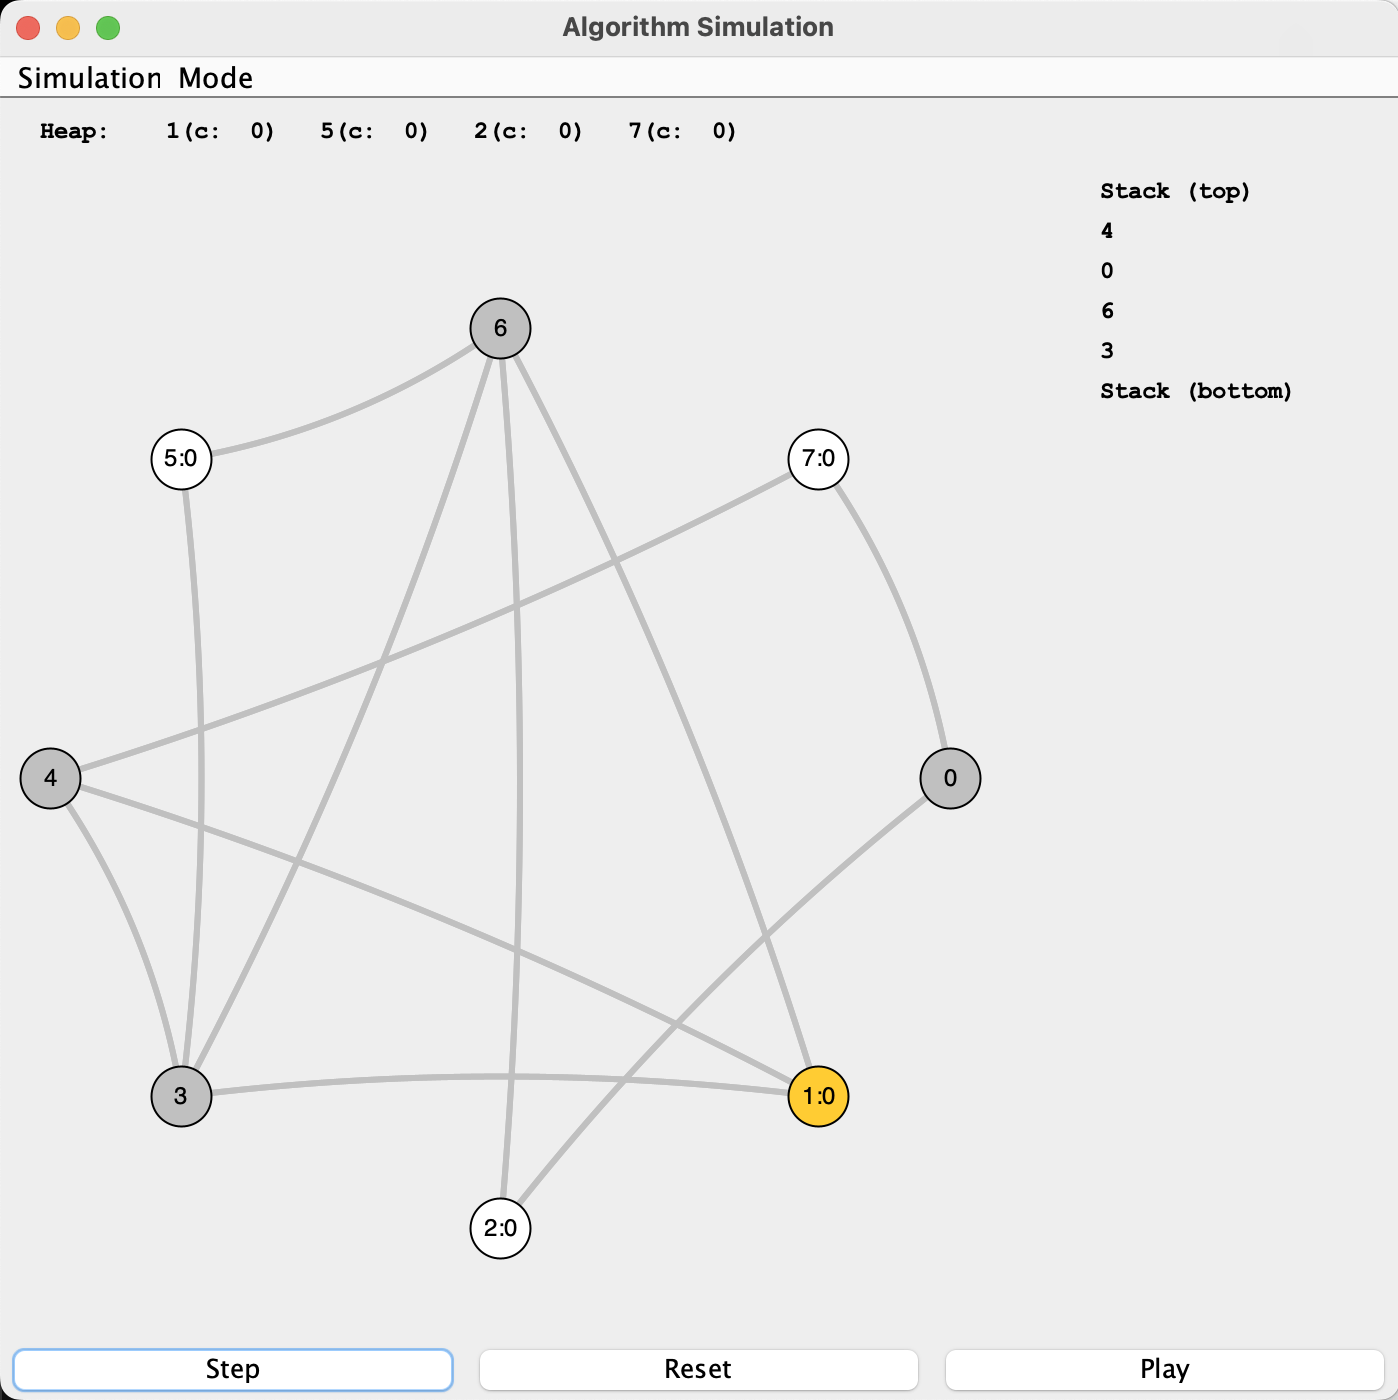 Algorithm Simulation
Simulation Mode
Heap: 1(c: 0) 5(c: 0) 2(c: 0) 7(c: 0)
Stack (top)
4
0
6
3
Stack (bottom)
6
5:0
7:0
4
0
3
1:0
2:0
Step Reset Play